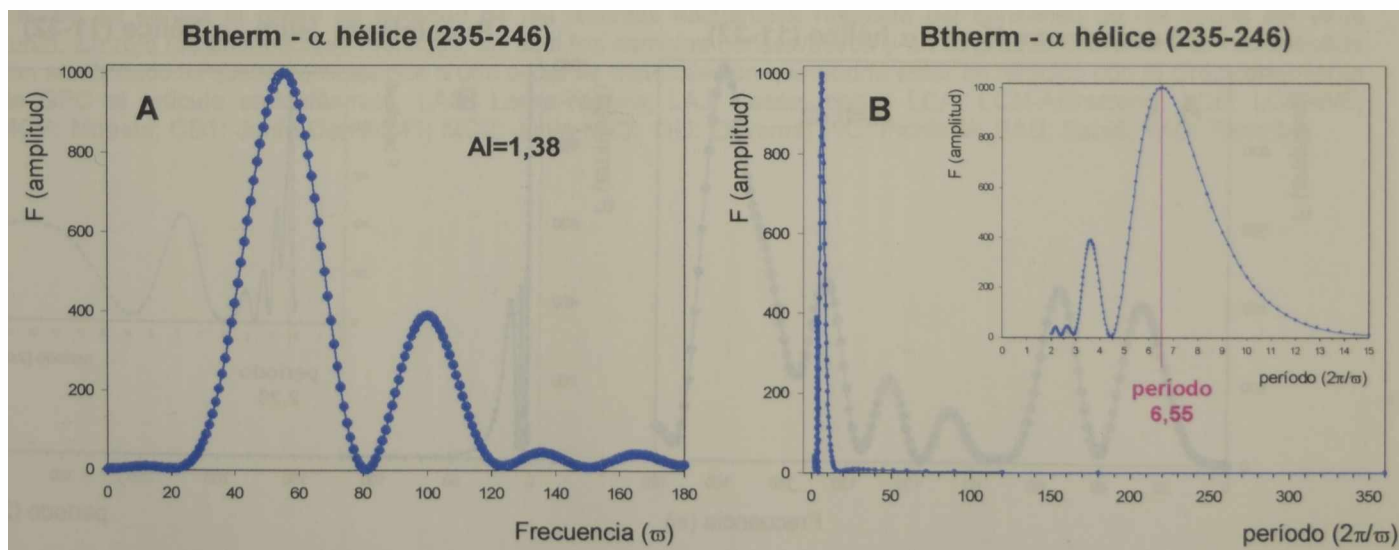 Btherm - α hélice (235-246)
A
AI=1,38
F (amplitud)
1000
800
600
400
200
0
0 20 40 60 80 100 120 140 160 180
Frecuencia (ϖ)
Btherm - α hélice (235-246)
B
F (amplitud)
1000
800
600
400
200
0
0 50 100 150 200 250 300 350
período (2π/ϖ)
F (amplitud)
1000
800
600
400
200
0
0 1 2 3 4 5 6 7 8 9 10 11 12 13 14 15
período (2π/ϖ)
período
6,55